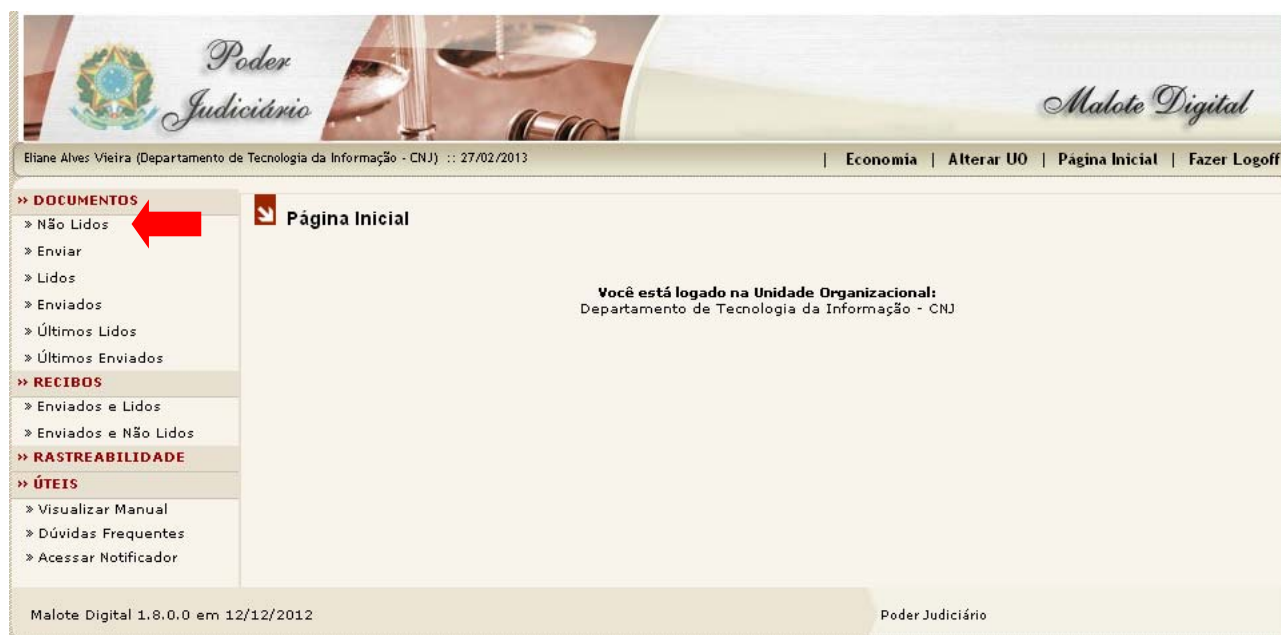 Poder
Judiciário
Malote Digital
Eliane Alves Vieira (Departamento de Tecnologia da Informação - CNJ) :: 27/02/2013
| Economia | Alterar UO | Página Inicial | Fazer Logoff
» DOCUMENTOS
» Não Lidos
» Enviar
» Lidos
» Enviados
» Últimos Lidos
» Últimos Enviados
» RECIBOS
» Enviados e Lidos
» Enviados e Não Lidos
» RASTREABILIDADE
» ÚTEIS
» Visualizar Manual
» Dúvidas Frequentes
» Acessar Notificador
Página Inicial
Você está logado na Unidade Organizacional:
Departamento de Tecnologia da Informação - CNJ
Malote Digital 1.8.0.0 em 12/12/2012
Poder Judiciário